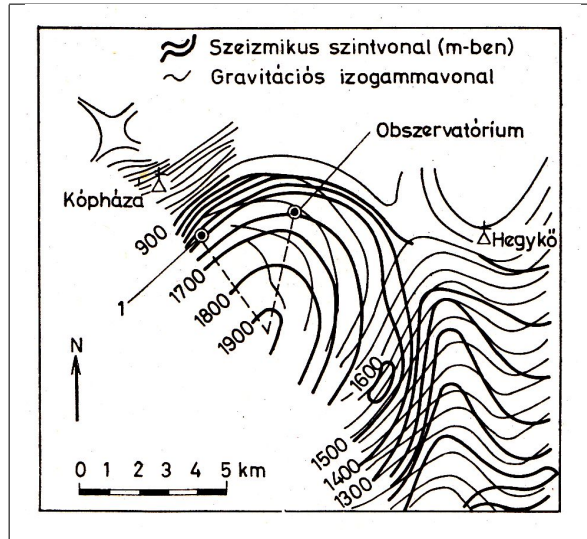 Szeizmikus szintvonal (m-ben)
Gravitációs izogammavonal
Obszervatórium
Kópháza
Hegykő
900
1
1700
1800
1900
1600
N
1500
1400
1300
0 1 2 3 4 5 km